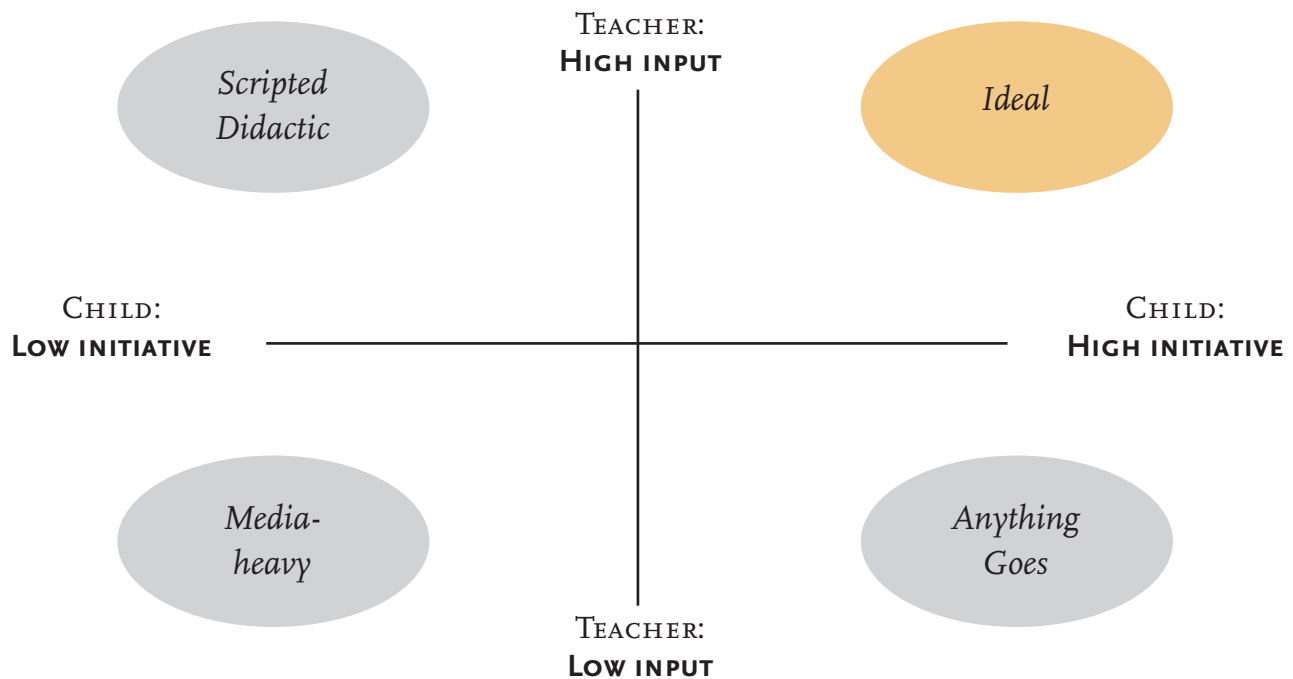 Teacher:
High input
Scripted
Didactic
Ideal
Child:
Low initiative
Child:
High initiative
Media-
heavy
Anything
Goes
Teacher:
Low input